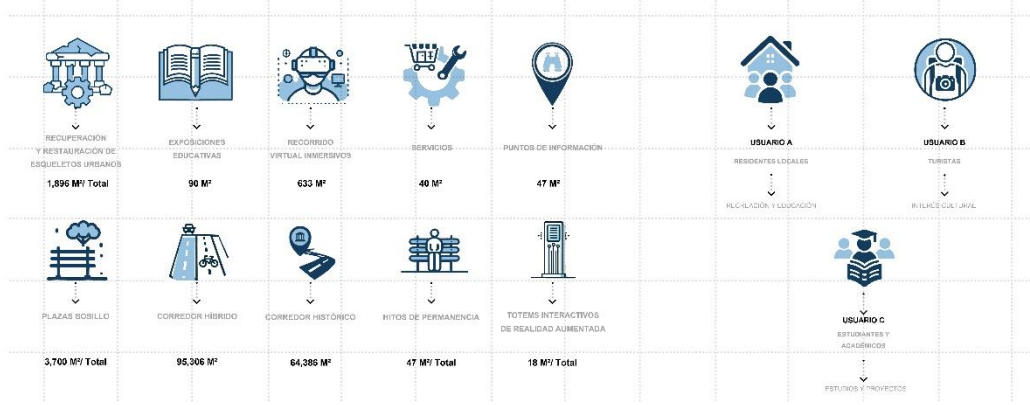 RECUPERACIÓN
Y RESTAURACIÓN DE
ESQUELETOS URBANOS
1,896 M²/ Total
EXPOSICIONES
EDUCATIVAS
90 M²
RECORRIDO
VIRTUAL INMERSIVOS
633 M²
SERVICIOS
40 M²
PUNTOS DE INFORMACIÓN
47 M²
USUARIO A
RESIDENTES LOCALES
RECREACIÓN Y EDUCACIÓN
USUARIO B
TURISTAS
INTERÉS CULTURAL
PLAZAS BOSILLO
3,700 M²/ Total
CORREDOR HÍBRIDO
95,306 M²
CORREDOR HISTÓRICO
64,386 M²
HITOS DE PERMANENCIA
47 M²/ Total
TOTEMS INTERACTIVOS
DE REALIDAD AUMENTADA
18 M²/ Total
USUARIO C
ESTUDIANTES Y
ACADÉMICOS
ESTUDIOS Y PROYECTOS